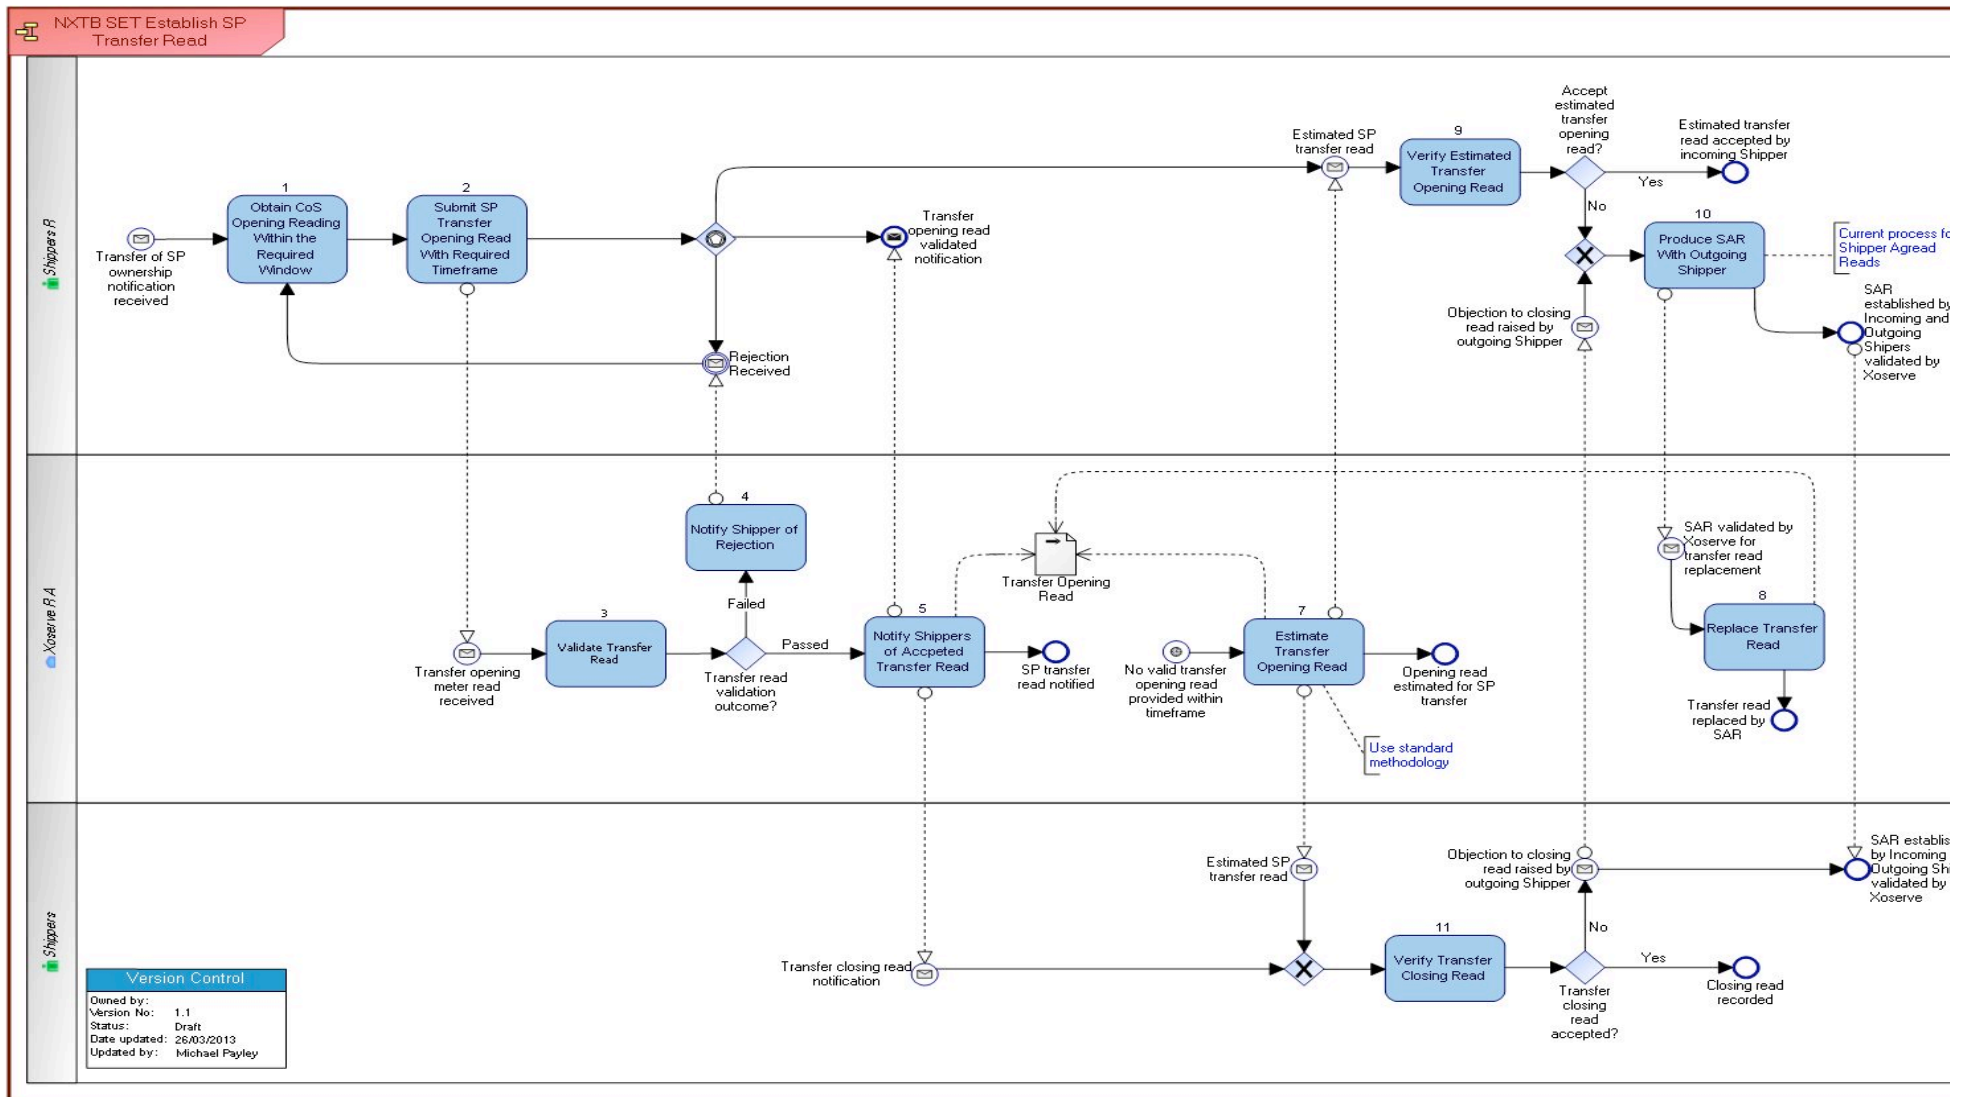 NXTB SET Establish SP
Transfer Read
Shippers R
Transfer of SP
ownership
notification
received
1
Obtain CoS
Opening Reading
Within the
Required
Window
2
Submit SP
Transfer
Opening Read
With Required
Timeframe
Rejection
Received
Transfer
opening read
validated
notification
Estimated SP
transfer read
9
Verify Estimated
Transfer
Opening Read
Accept
estimated
transfer
opening
read?
Yes
No
Estimated transfer
read accepted by
incoming Shipper
10
Produce SAR
With Outgoing
Shipper
Current process fo
Shipper Agread
Reads
Objection to closing
read raised by
outgoing Shipper
SAR
established by
Incoming and
Outgoing
Shipers
validated by
Xoserve
Xoserve R A
Transfer opening
meter read
received
3
Validate Transfer
Read
4
Notify Shipper of
Rejection
Failed
Passed
Transfer read
validation
outcome?
5
Notify Shippers
of Accpeted
Transfer Read
SP transfer
read notified
Transfer Opening
Read
No valid transfer
opening read
provided within
timeframe
7
Estimate
Transfer
Opening Read
Opening read
estimated for SP
transfer
Use standard
methodology
SAR validated by
Xoserve for
transfer read
replacement
8
Replace Transfer
Read
Transfer read
replaced by
SAR
Shippers
Transfer closing read
notification
Estimated SP
transfer read
11
Verify Transfer
Closing Read
Objection to closing
read raised by
outgoing Shipper
No
Yes
Transfer
closing
read
accepted?
Closing read
recorded
SAR establis
by Incoming
Outgoing Shi
validated by
Xoserve
Version Control
Owned by:
Version No: 1.1
Status: Draft
Date updated: 26/03/2013
Updated by: Michael Payley